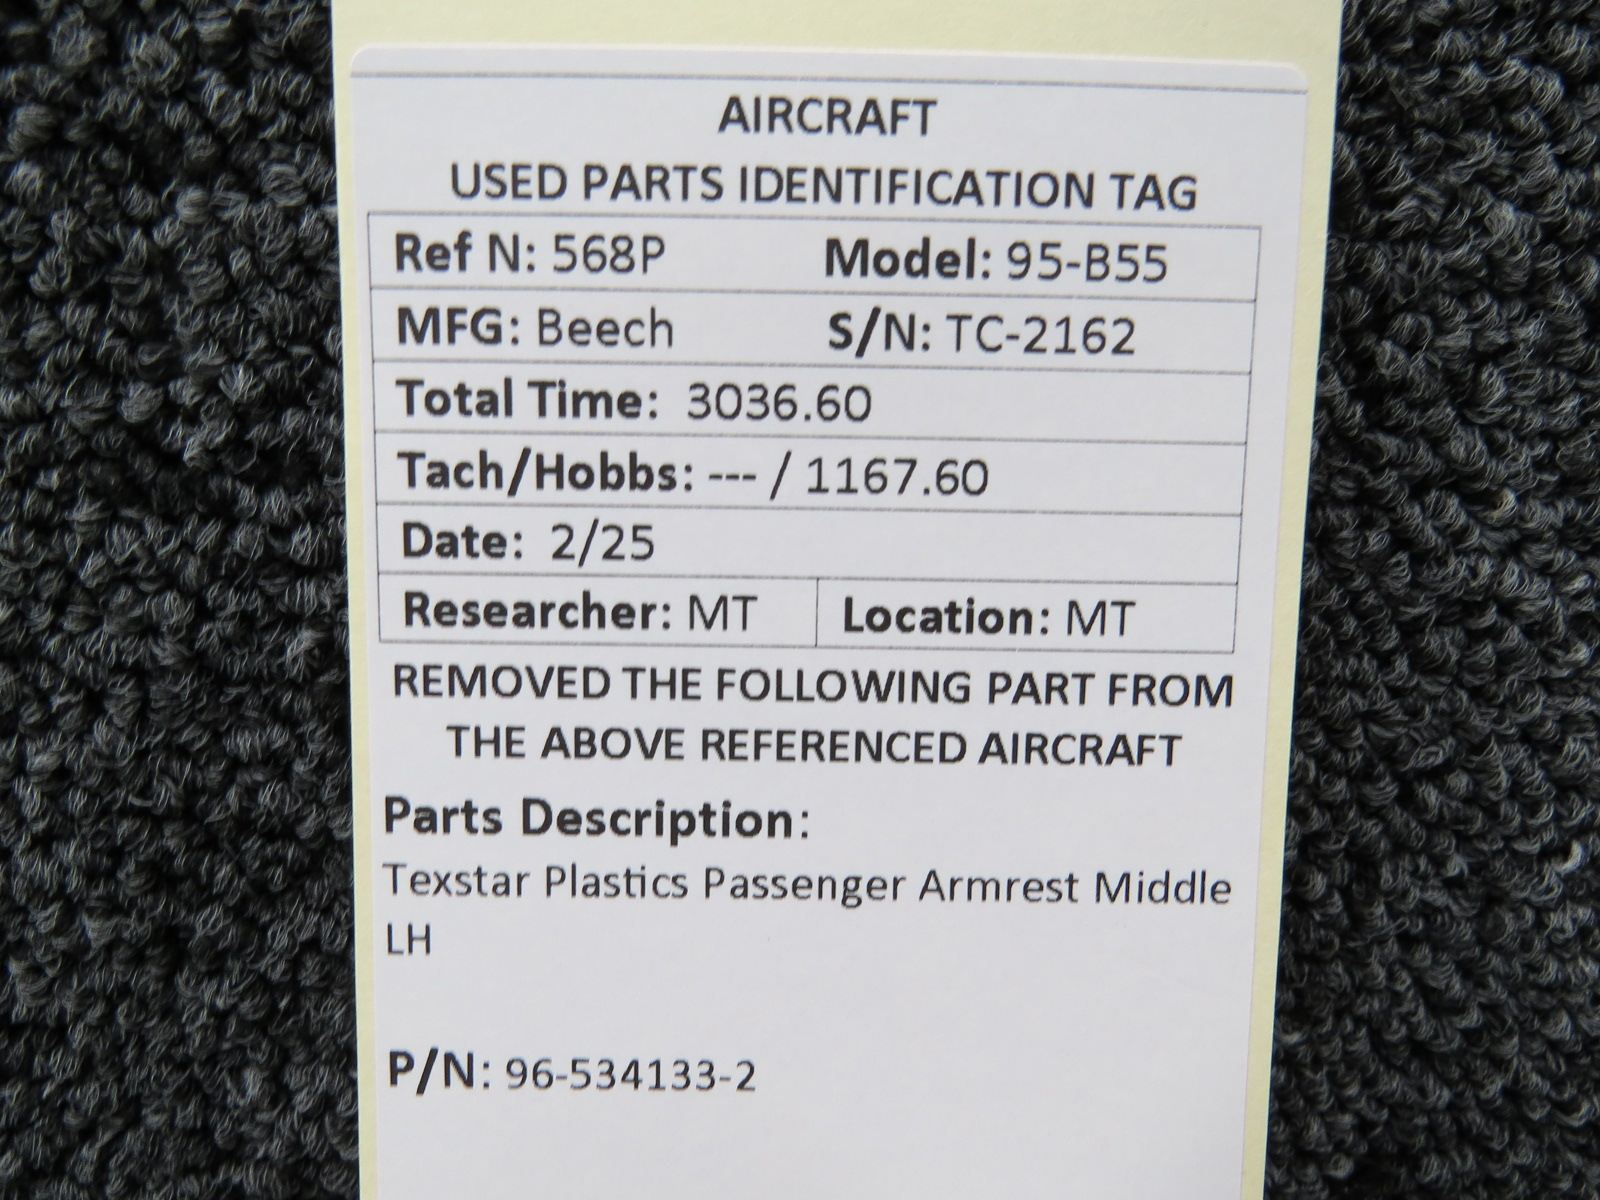 AIRCRAFT
USED PARTS IDENTIFICATION TAG
Ref N: 568P Model: 95-B55
MFG: Beech S/N: TC-2162
Total Time: 3036.60
Tach/Hobbs: --- / 1167.60
Date: 2/25
Researcher: MT Location: MT
REMOVED THE FOLLOWING PART FROM
THE ABOVE REFERENCED AIRCRAFT
Parts Description:
Texstar Plastics Passenger Armrest Middle
LH
P/N: 96-534133-2